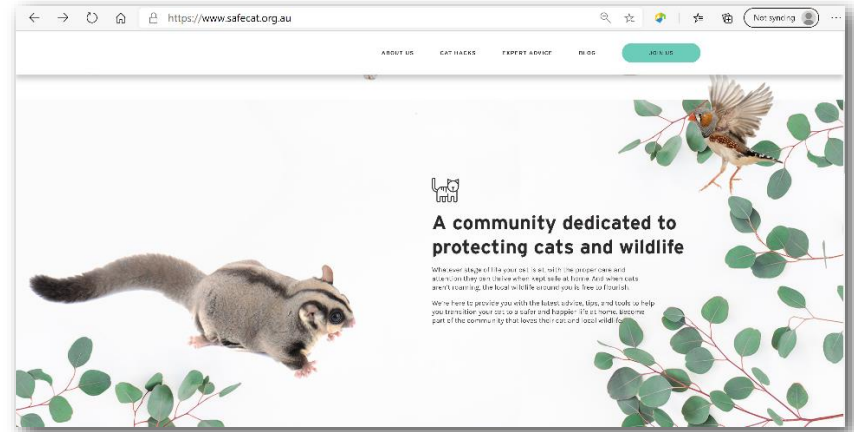 https://www.safecat.org.au
Not syncing
ABOUT US CAT HACKS EXPERT ADVICE BLOG JOIN US
A community dedicated to
protecting cats and wildlife
Whatever stage of life your cat is at, with the proper care and
attention they can thrive when kept safe at home. And when cats
aren't roaming, the local wildlife around you is free to flourish.
We're here to provide you with the latest advice, tips, and tools to help
you transition your cat to a safer and happier life at home. Become
part of the community that loves their cat and local wildlife.